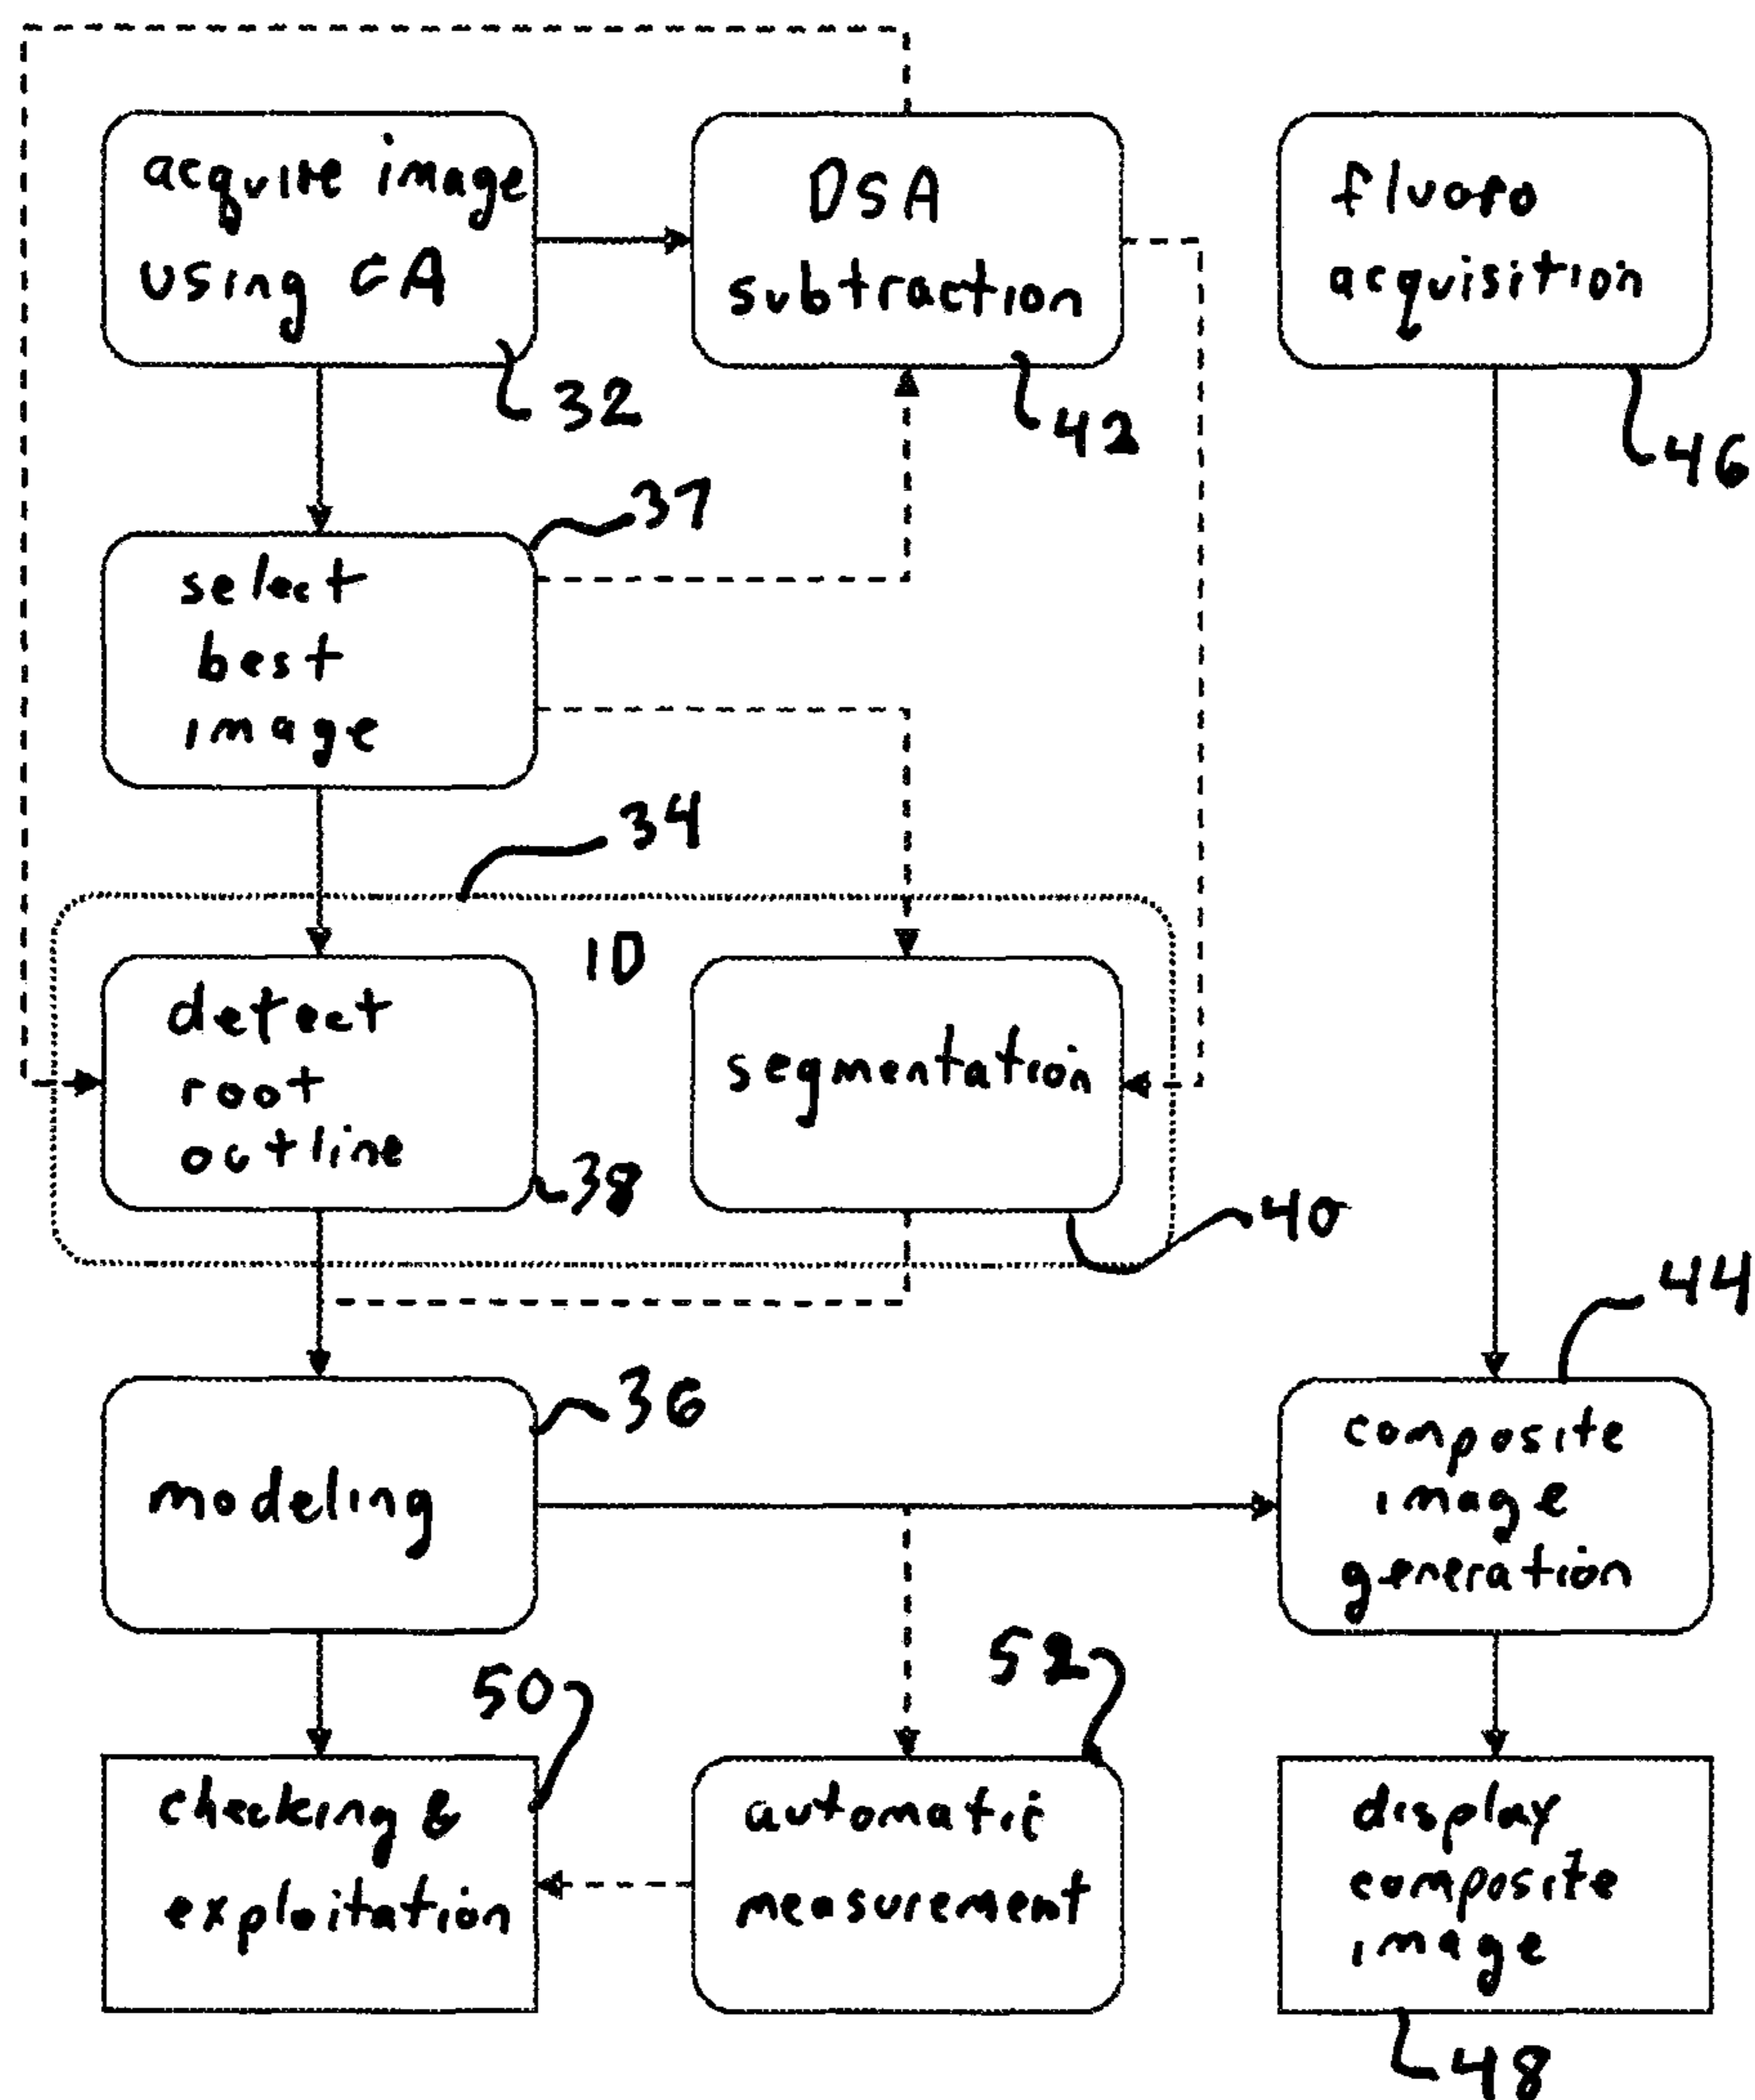 acquire image
using CA
32
DSA
subtraction
42
fluoro
acquisition
46
select
best
image
37
34
ID
detect
root
outline
38
segmentation
40
modeling
36
composite
image
generation
44
checking &
exploitation
50
automatic
measurement
52
display
composite
image
48